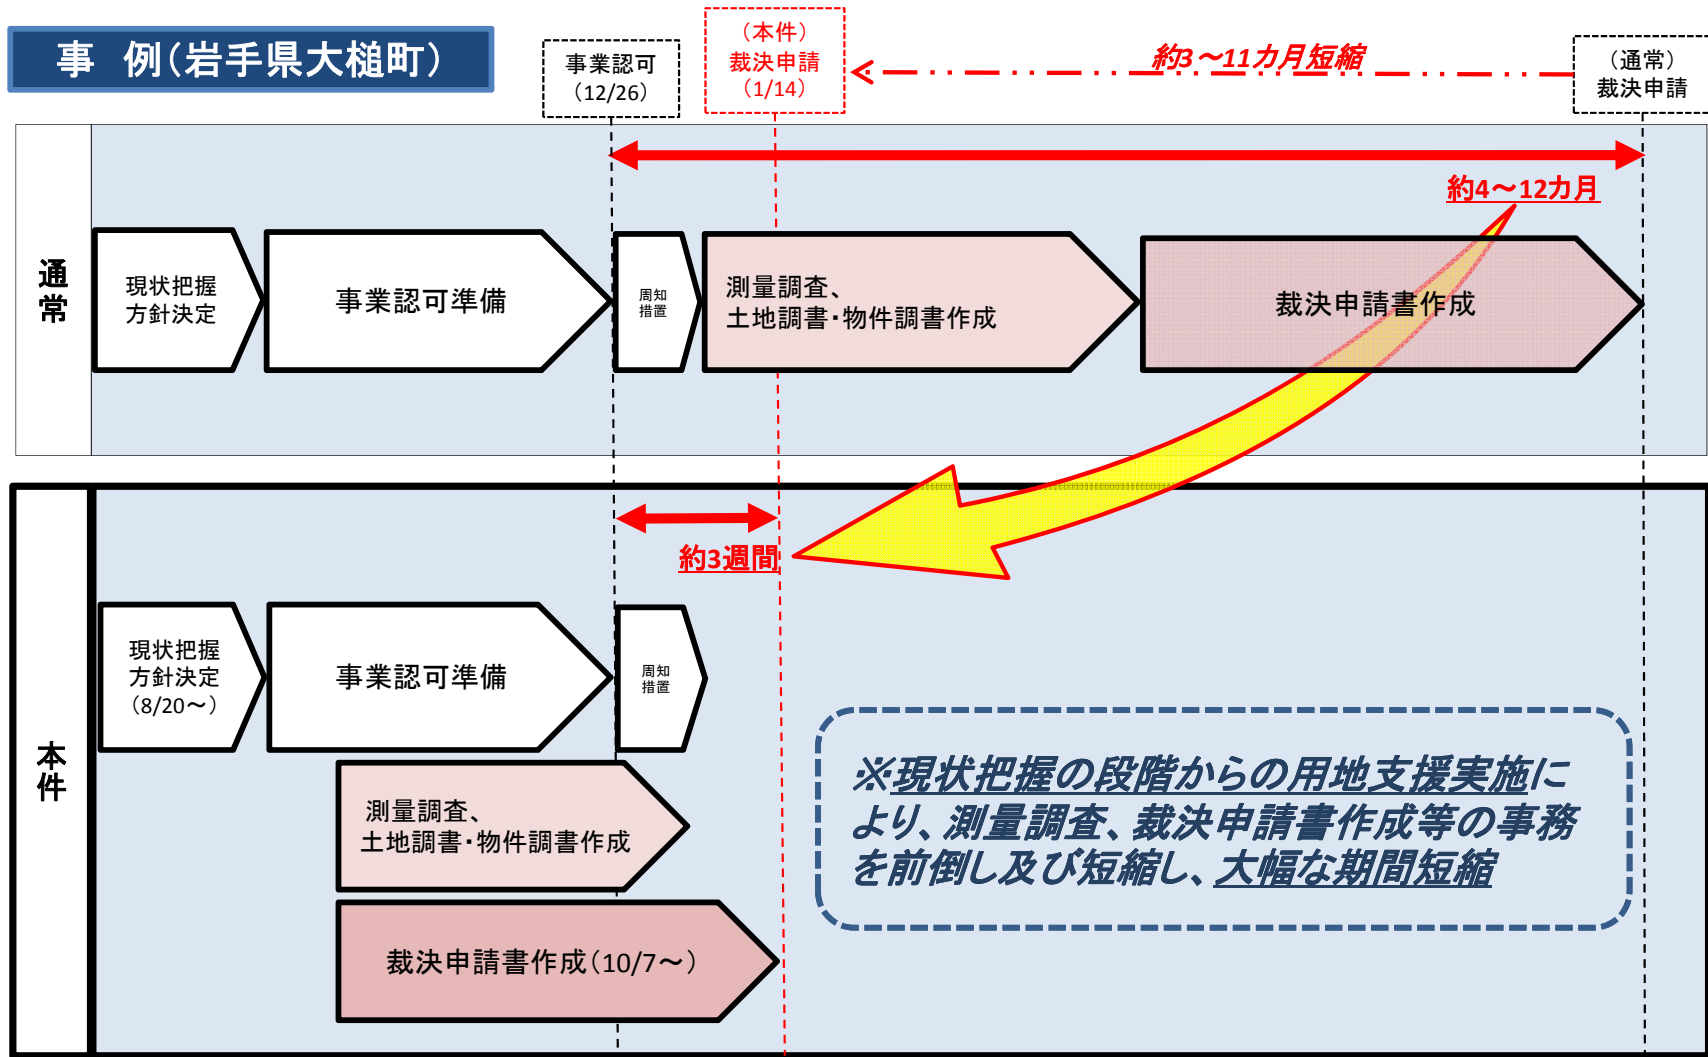 事 例(岩手県大槌町)
事業認可
(12/26)
(本件)
裁決申請
(1/14)
約3～11カ月短縮
(通常)
裁決申請
約4～12カ月
通常
現状把握
方針決定
事業認可準備
周知
措置
測量調査、
土地調書・物件調書作成
裁決申請書作成
約3週間
本件
現状把握
方針決定
(8/20～)
事業認可準備
周知
措置
測量調査、
土地調書・物件調書作成
裁決申請書作成(10/7～)
※現状把握の段階からの用地支援実施に
より、測量調査、裁決申請書作成等の事務
を前倒し及び短縮し、大幅な期間短縮